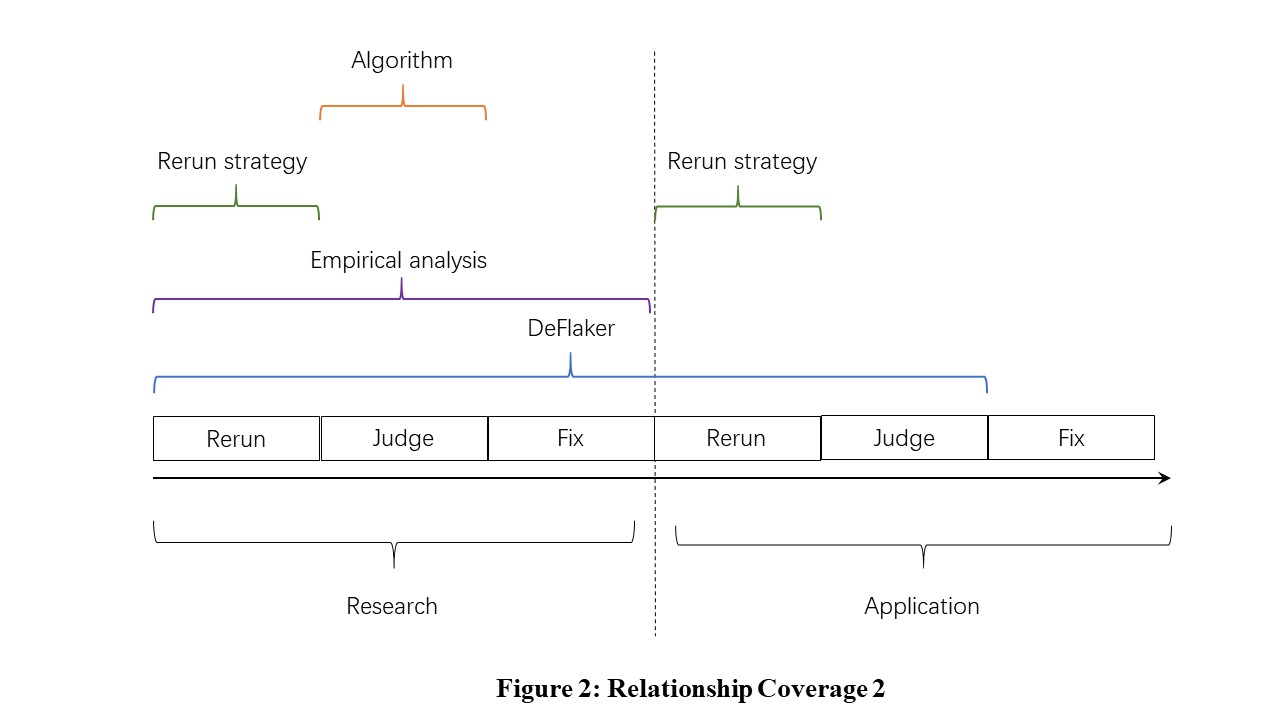 Algorithm
Rerun strategy
Rerun strategy
Empirical analysis
DeFlaker
Rerun
Judge
Fix
Rerun
Judge
Fix
Research
Application
Figure 2: Relationship Coverage 2